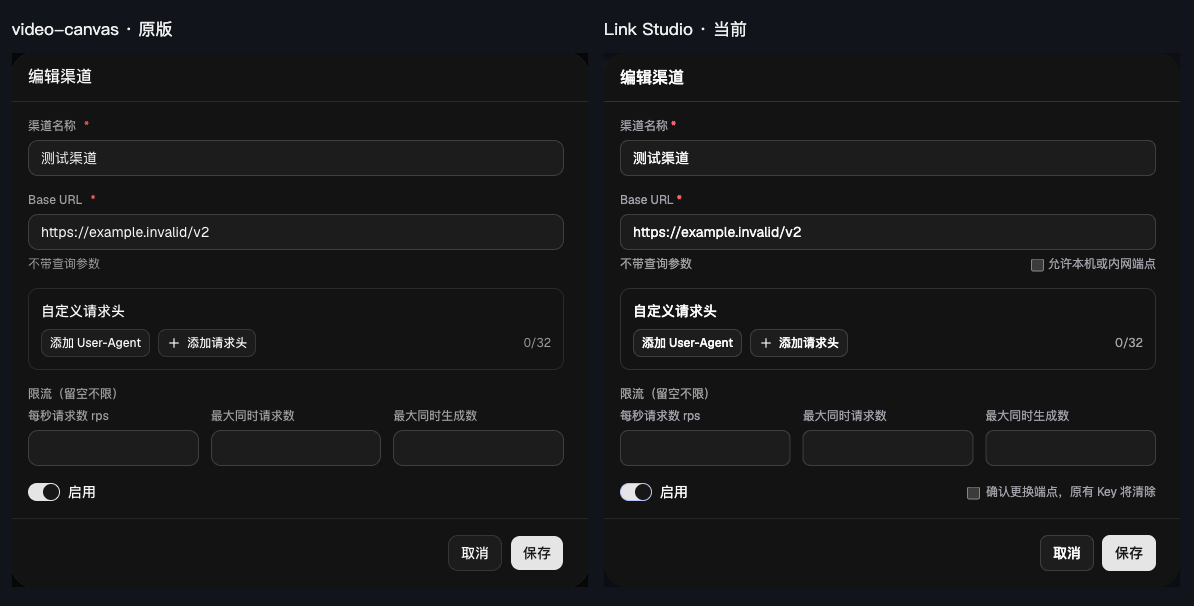 video-canvas · 原版
编辑渠道
渠道名称 *
测试渠道
Base URL *
https://example.invalid/v2
不带查询参数
自定义请求头
添加 User-Agent
+ 添加请求头
0/32
限流（留空不限）
每秒请求数 rps
最大同时请求数
最大同时生成数
启用
取消
保存
Link Studio · 当前
编辑渠道
渠道名称 *
测试渠道
Base URL *
https://example.invalid/v2
不带查询参数
允许本机或内网端点
自定义请求头
添加 User-Agent
+ 添加请求头
0/32
限流（留空不限）
每秒请求数 rps
最大同时请求数
最大同时生成数
启用
确认更换端点，原有 Key 将清除
取消
保存